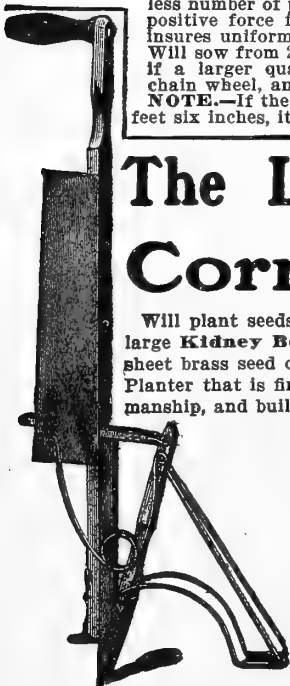 less number of
positive force
insures uniform
Will sow from 2
if a larger qua
chain wheel, an
NOTE.—If the
feet six inches, it
The L
Corn
Will plant seeds
large Kidney Be
sheet brass seed
Planter that is fi
manship, and buil